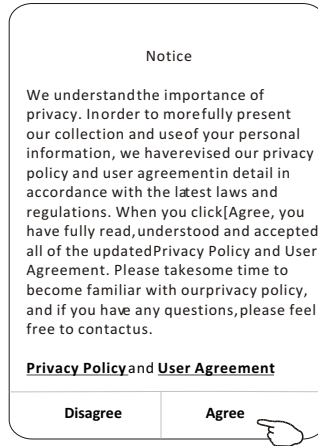 Notice
We understandthe importance of
privacy. Inorder to morefully present
our collection and useof your personal
information, we haverevised our privacy
policy and user agreementin detail in
accordance with the latest laws and
regulations. When you click[Agree, you
have fully read,understood and accepted
all of the updatedPrivacy Policy and User
Agreement. Please takesome time to
become familiar with ourprivacy policy,
and if you have any questions,please feel
free to contactus.
Privacy Policy and User Agreement
Disagree Agree